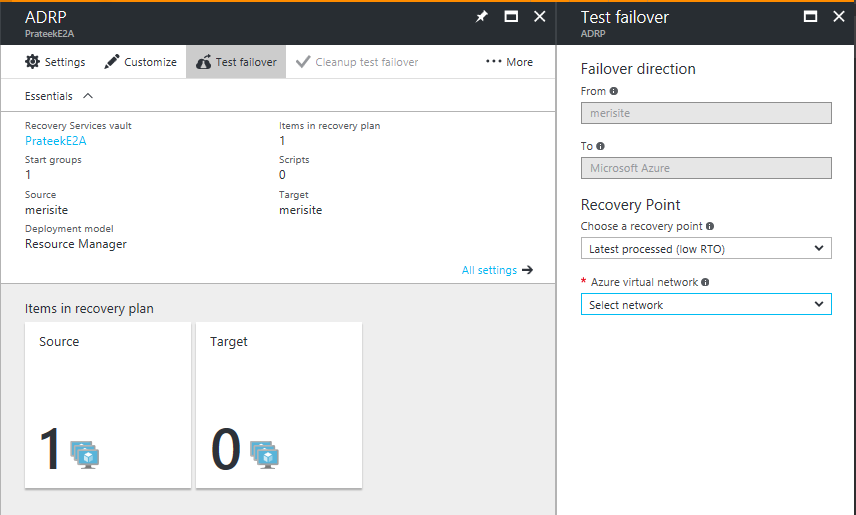 ADRP
PrateekE2A
Settings
Customize
Test failover
Cleanup test failover
More
Essentials
Recovery Services vault
PrateekE2A
Items in recovery plan
1
Start groups
1
Scripts
0
Source
merisite
Target
merisite
Deployment model
Resource Manager
All settings
Items in recovery plan
Source
1
Target
0
Test failover
ADRP
Failover direction
From
merisite
To
Microsoft Azure
Recovery Point
Choose a recovery point
Latest processed (low RTO)
* Azure virtual network
Select network